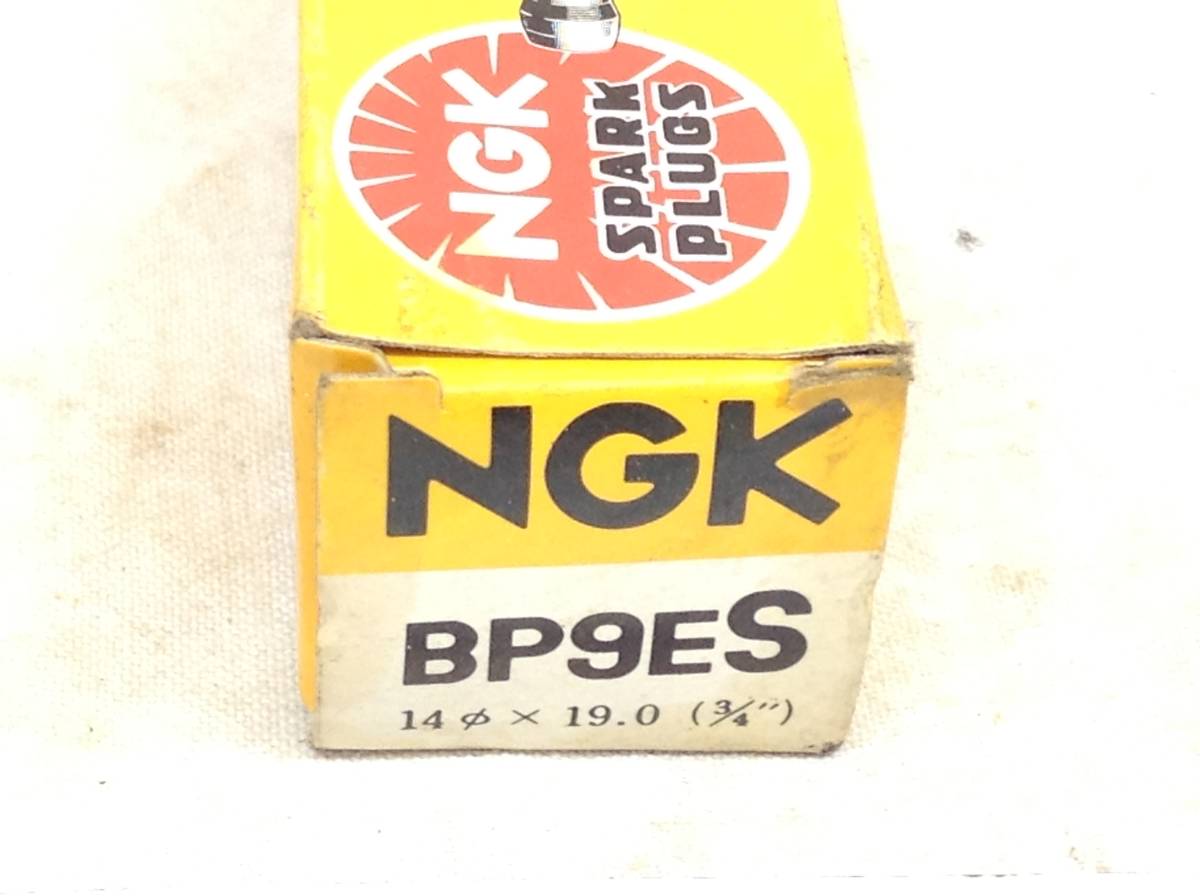 NGK
SPARK
PLUGS
NGK
BP9ES
14 ⌀ × 19.0 (3/4")